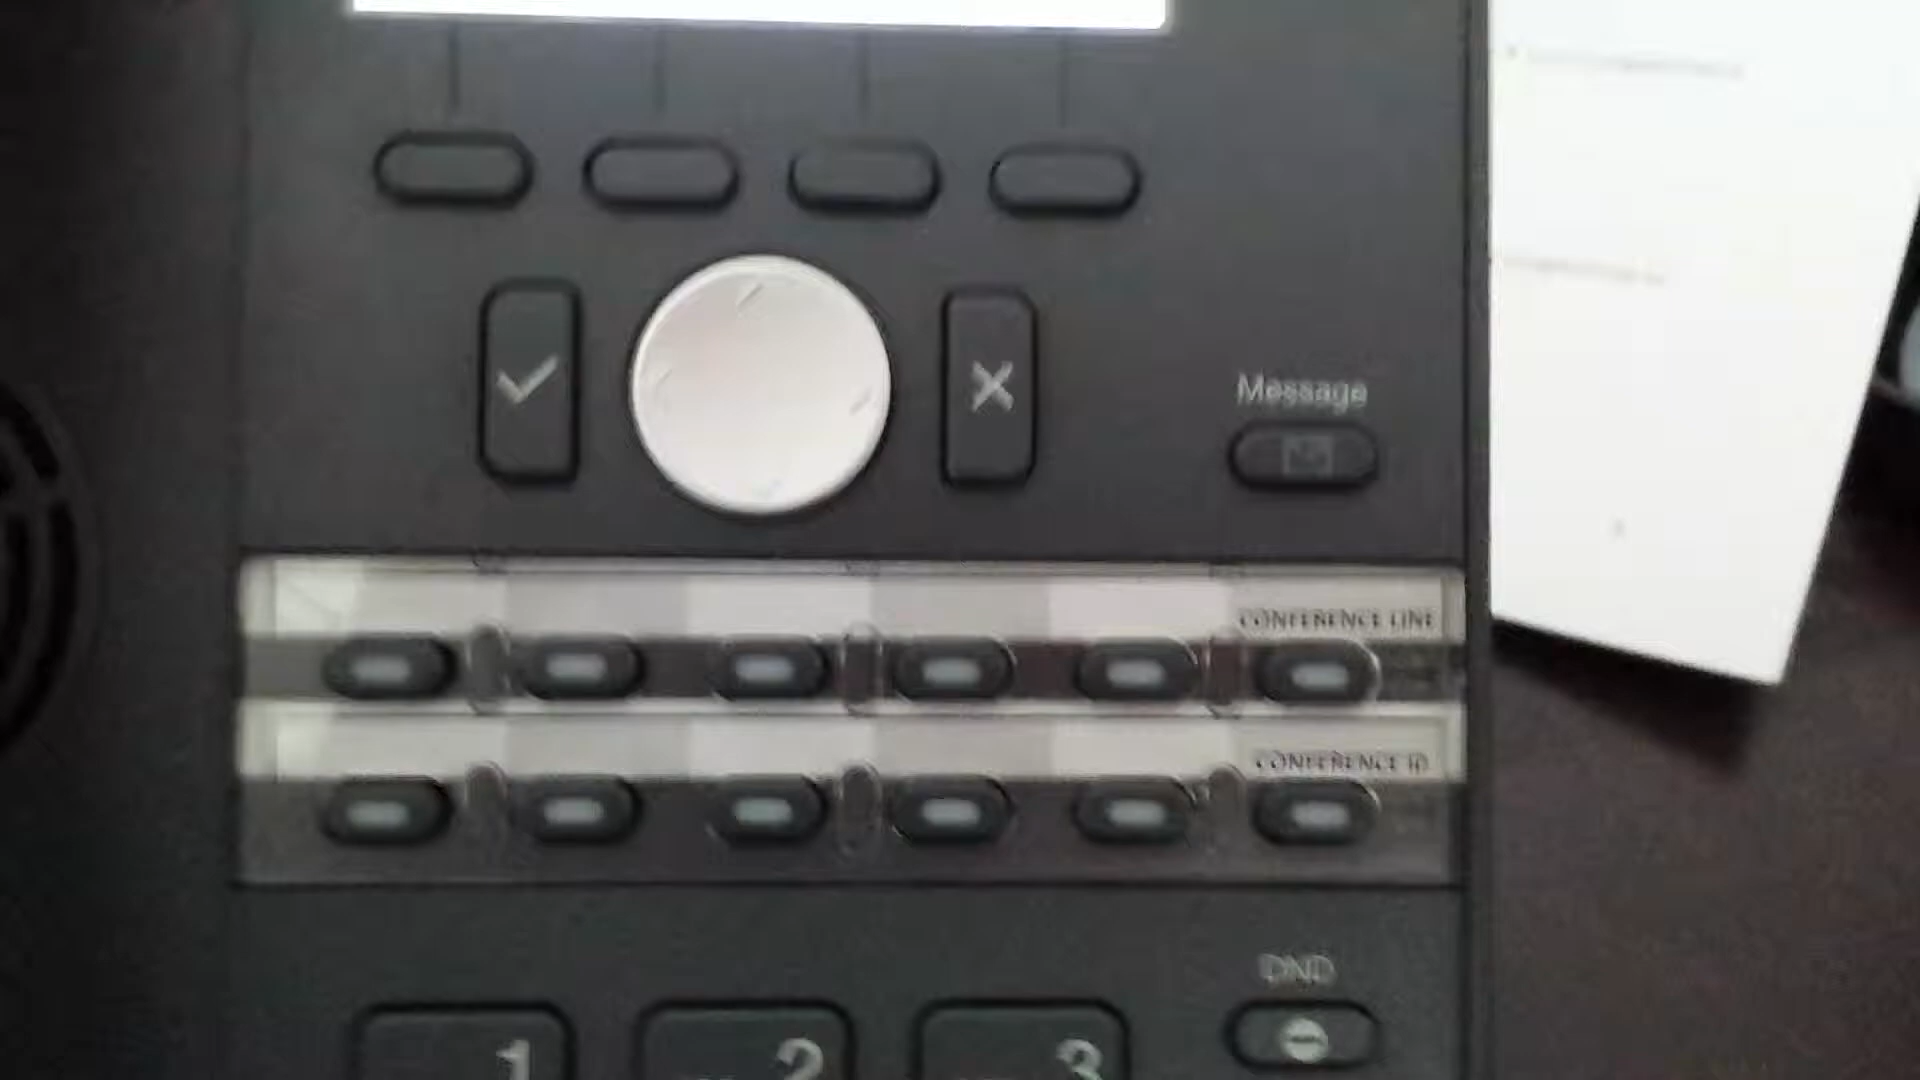 Message
CONFERENCE LINE
CONFERENCE ID
DND
1 2 3